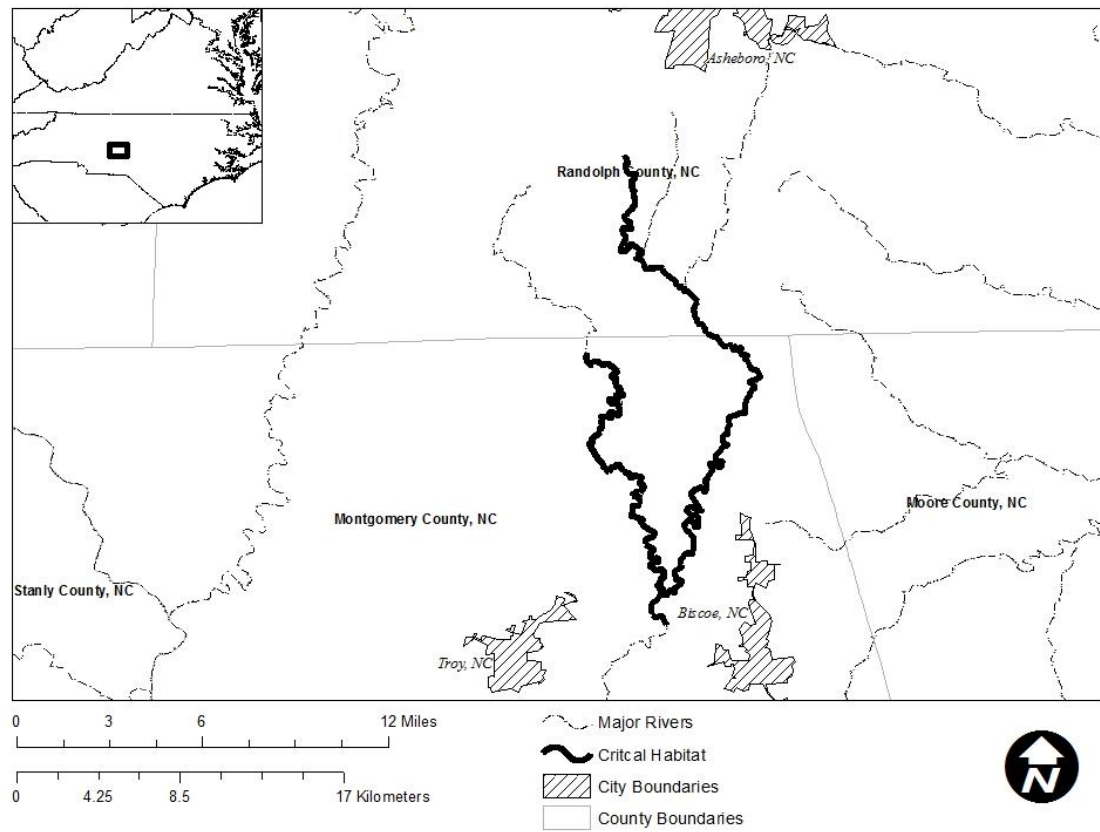 Asheboro, NC
Randolph County, NC
Montgomery County, NC
Moore County, NC
Stanly County, NC
Biscoe, NC
Troy, NC
0 3 6 12 Miles
0 4.25 8.5 17 Kilometers
Major Rivers
Critcal Habitat
City Boundaries
County Boundaries
N